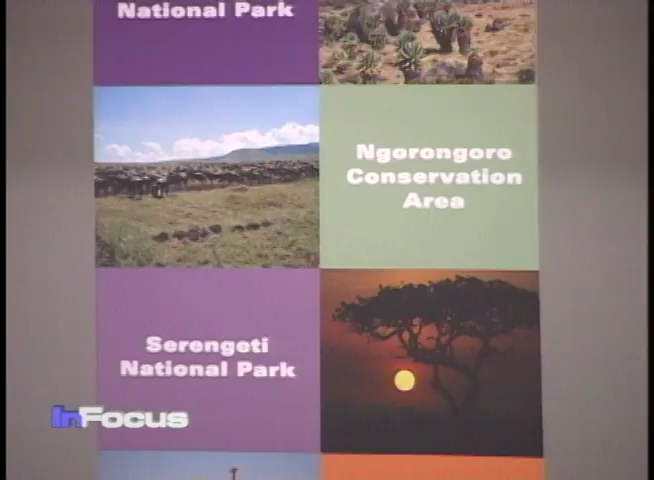 National Park
Ngorongoro
Conservation
Area
Serengeti
National Park
InFocus